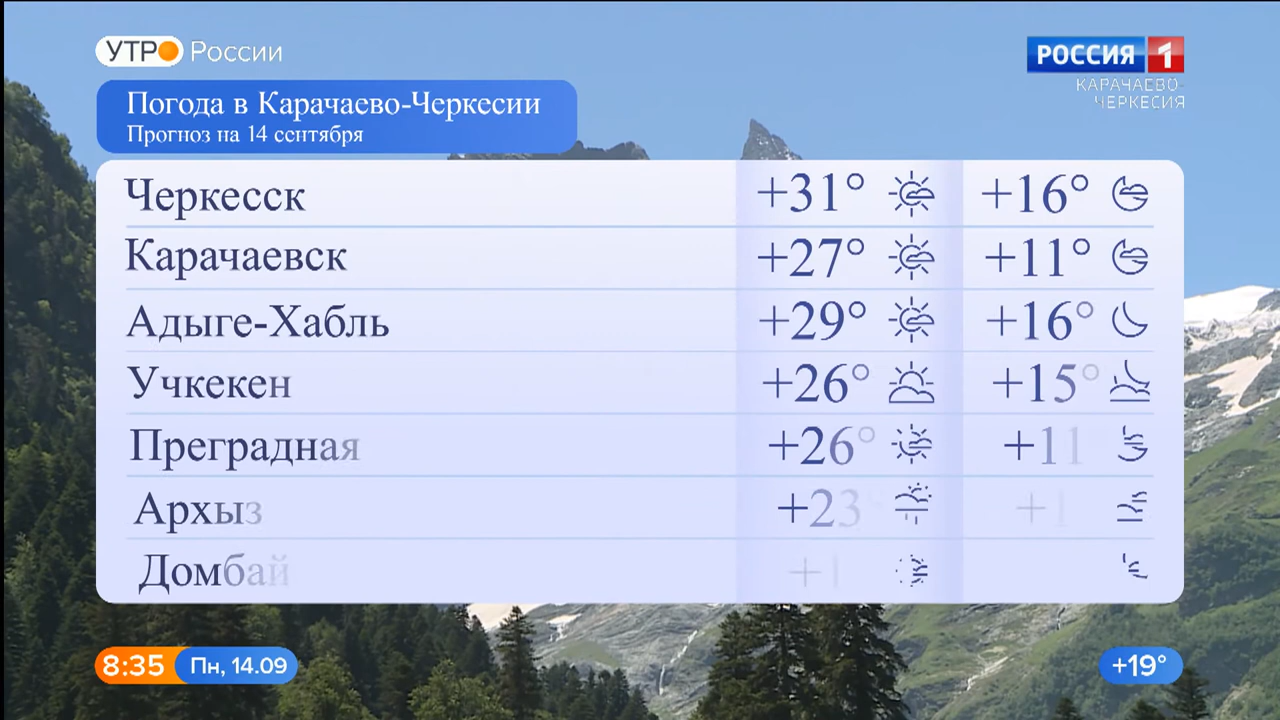 УТРО России
РОССИЯ 1
КАРАЧАЕВО-
ЧЕРКЕСИЯ
Погода в Карачаево-Черкесии
Прогноз на 14 сентября
Черкесск +31° +16°
Карачаевск +27° +11°
Адыге-Хабль +29° +16°
Учкекен +26° +15°
Преградная +26° +11
Архыз +23°
Домбай
8:35 Пн, 14.09 +19°